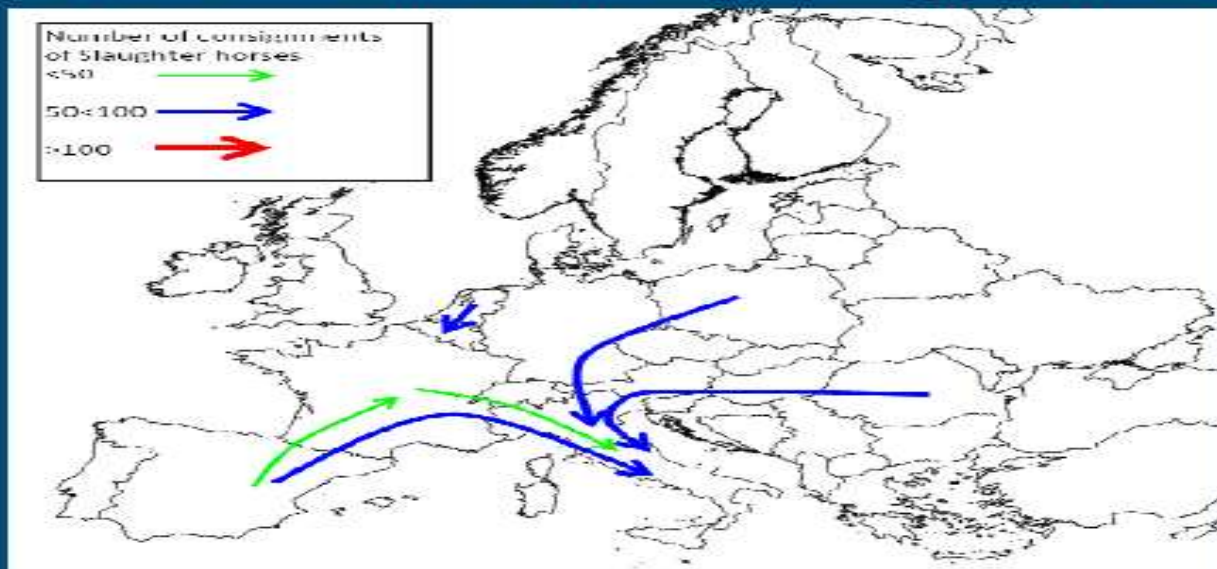 Number of consignments
of Slaughter horses
<50
50<100
>100